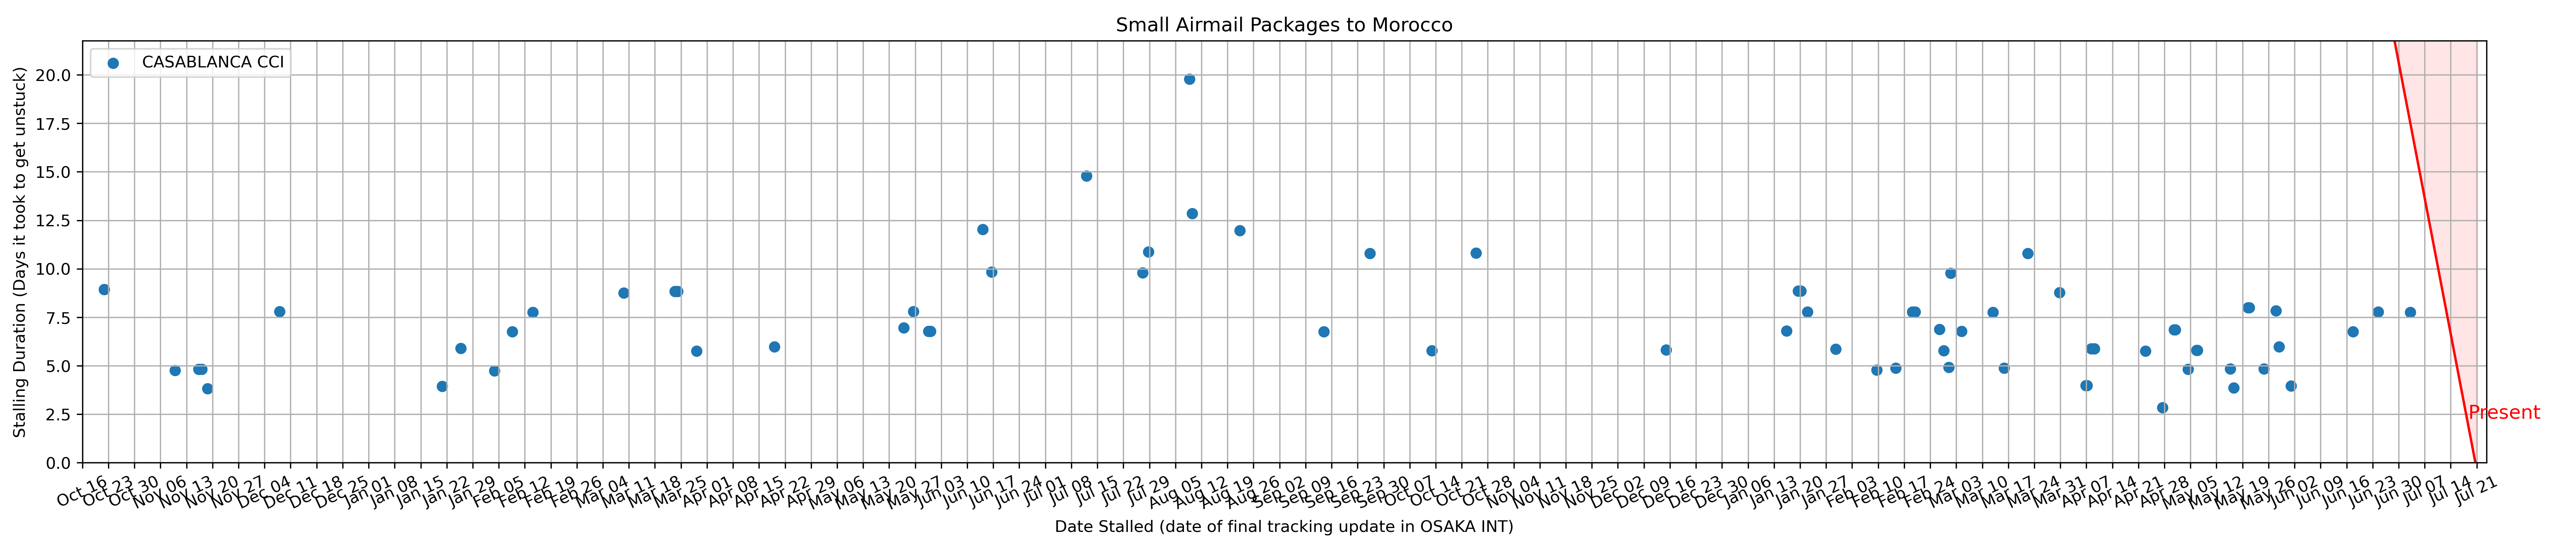 Small Airmail Packages to Morocco
CASABLANCA CCI
Stalling Duration (Days it took to get unstuck)
20.0
17.5
15.0
12.5
10.0
7.5
5.0
2.5
0.0
Present
Oct 16 Oct 23 Oct 30 Nov 06 Nov 13 Nov 20 Nov 27 Dec 04 Dec 11 Dec 18 Dec 25 Jan 01 Jan 08 Jan 15 Jan 22 Jan 29 Feb 05 Feb 12 Feb 19 Feb 26 Mar 04 Mar 11 Mar 18 Mar 25 Apr 01 Apr 08 Apr 15 Apr 22 Apr 29 May 06 May 13 May 20 May 27 Jun 03 Jun 10 Jun 17 Jun 24 Jul 01 Jul 08 Jul 15 Jul 22 Jul 29 Aug 05 Aug 12 Aug 19 Aug 26 Sep 02 Sep 09 Sep 16 Sep 23 Sep 30 Oct 07 Oct 14 Oct 21 Oct 28 Nov 04 Nov 11 Nov 18 Nov 25 Dec 02 Dec 09 Dec 16 Dec 23 Dec 30 Jan 06 Jan 13 Jan 20 Jan 27 Feb 03 Feb 10 Feb 17 Feb 24 Mar 03 Mar 10 Mar 17 Mar 24 Mar 31 Apr 07 Apr 14 Apr 21 Apr 28 May 05 May 12 May 19 May 26 Jun 02 Jun 09 Jun 16 Jun 23 Jun 30 Jul 07 Jul 14 Jul 21
Date Stalled (date of final tracking update in OSAKA INT)